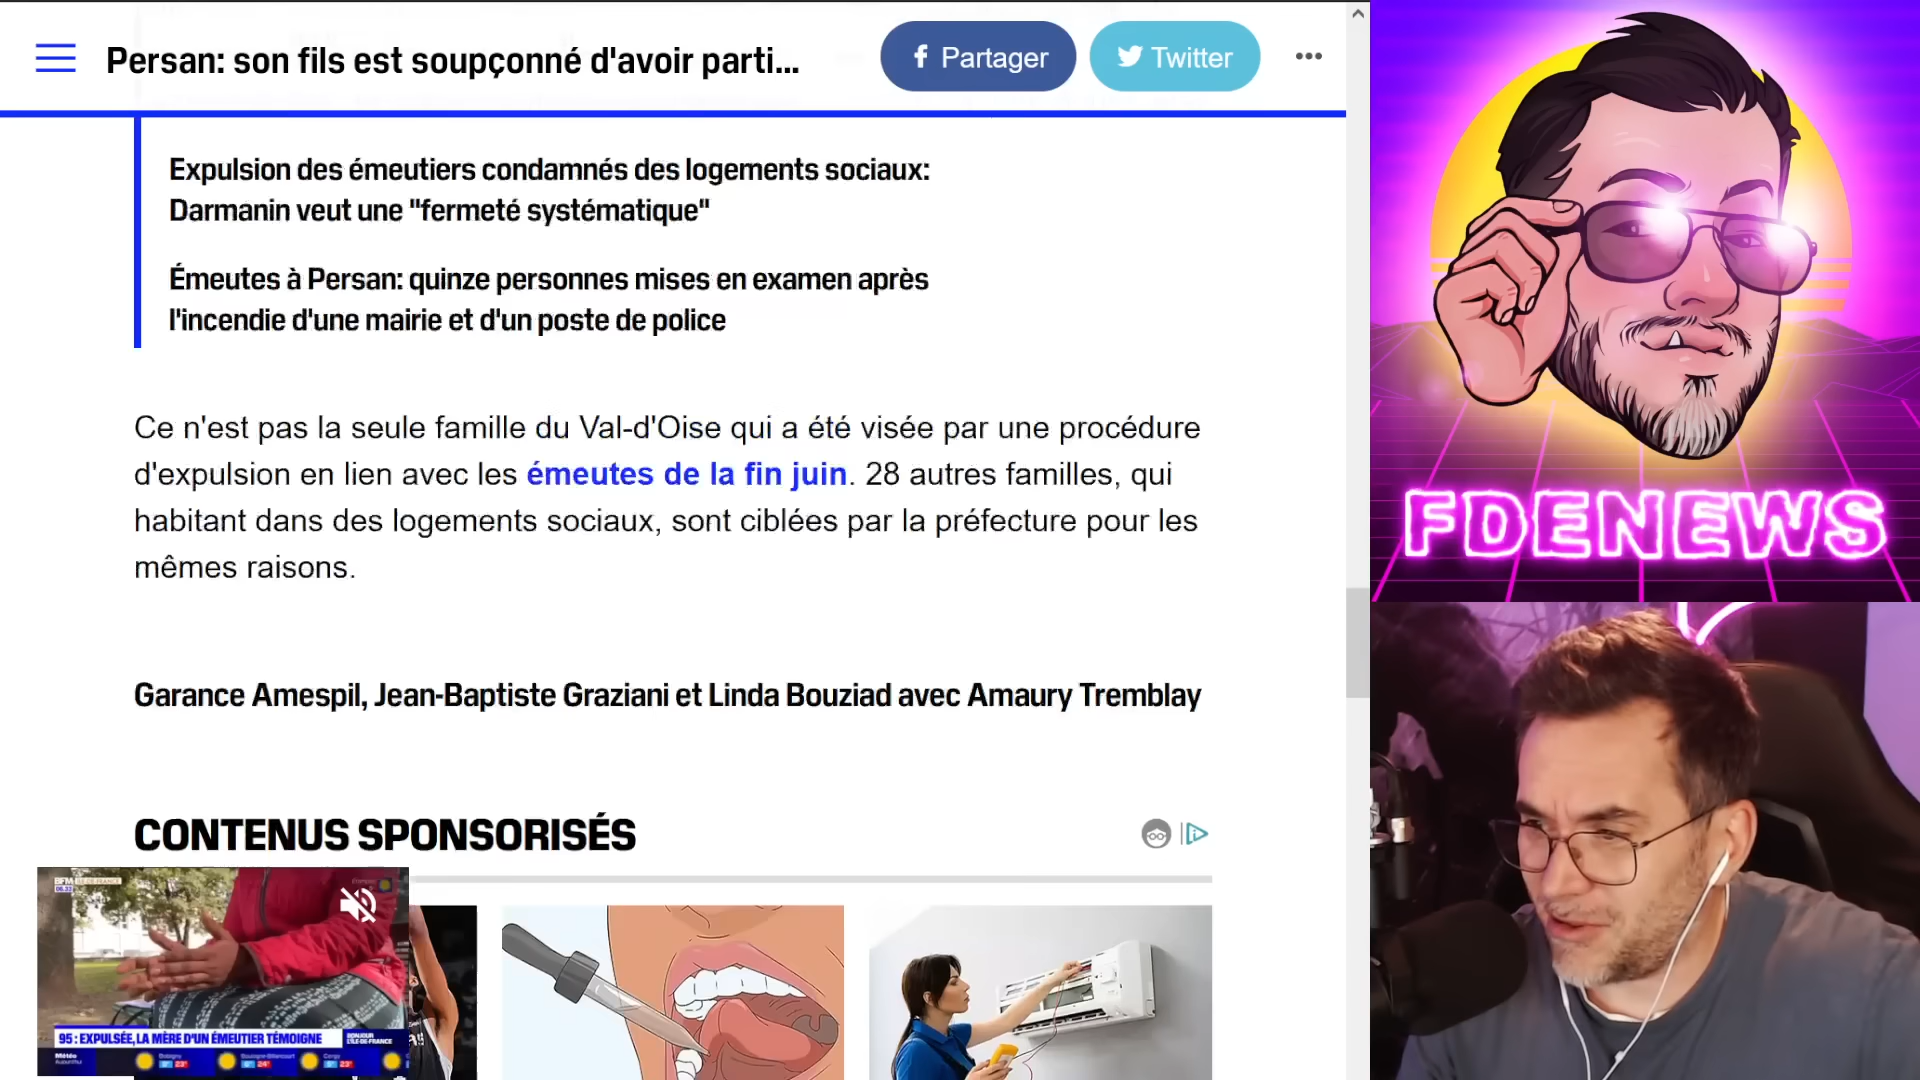 Persan: son fils est soupçonné d'avoir parti...
Partager
Twitter
Expulsion des émeutiers condamnés des logements sociaux:
Darmanin veut une "fermeté systématique"
Émeutes à Persan: quinze personnes mises en examen après
l'incendie d'une mairie et d'un poste de police
Ce n'est pas la seule famille du Val-d'Oise qui a été visée par une procédure
d'expulsion en lien avec les émeutes de la fin juin. 28 autres familles, qui
habitant dans des logements sociaux, sont ciblées par la préfecture pour les
mêmes raisons.
Garance Amespil, Jean-Baptiste Graziani et Linda Bouziad avec Amaury Tremblay
CONTENUS SPONSORISÉS
95 : EXPULSÉE, LA MÈRE D'UN ÉMEUTIER TÉMOIGNE
BONJOUR
L'ILE-DE-FRANCE
Météo
FDENEWS